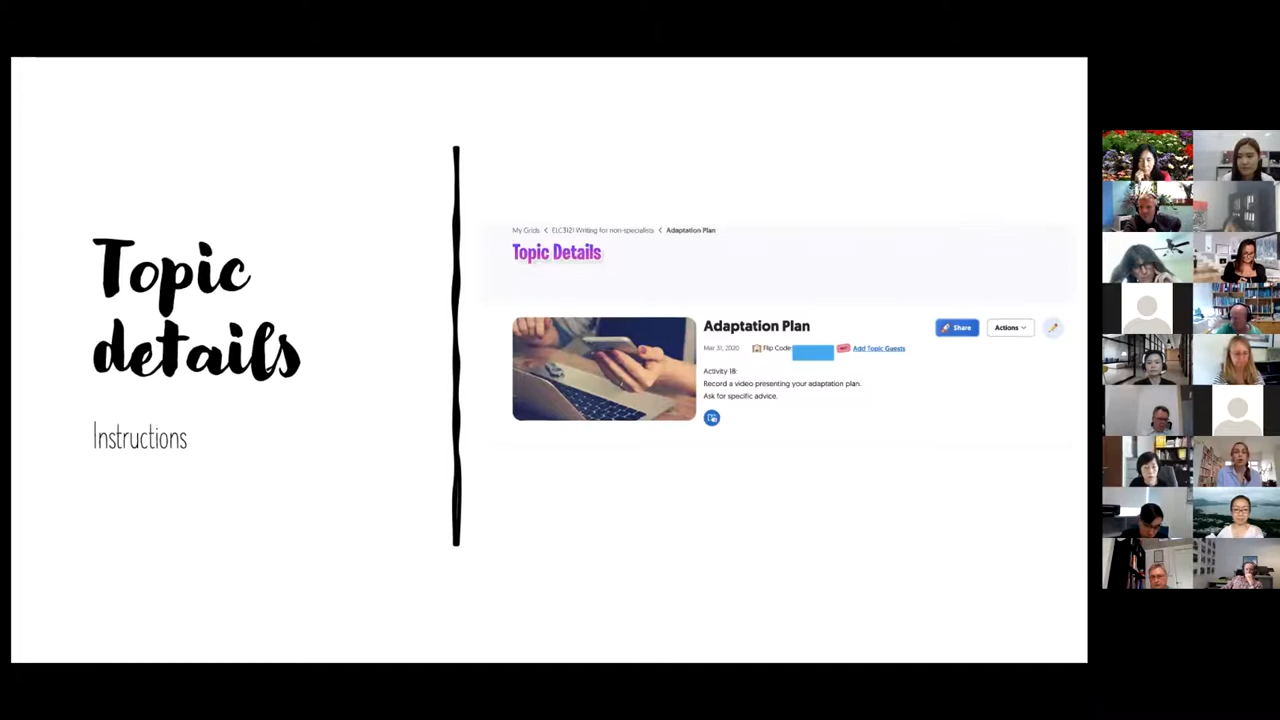 Topic
details
Instructions
My Grids < ELC3121 Writing for non-specialists < Adaptation Plan
Topic Details
Adaptation Plan
Share
Actions
Mar 31, 2020
Flip Code:
Add Topic Guests
Activity 18:
Record a video presenting your adaptation plan.
Ask for specific advice.